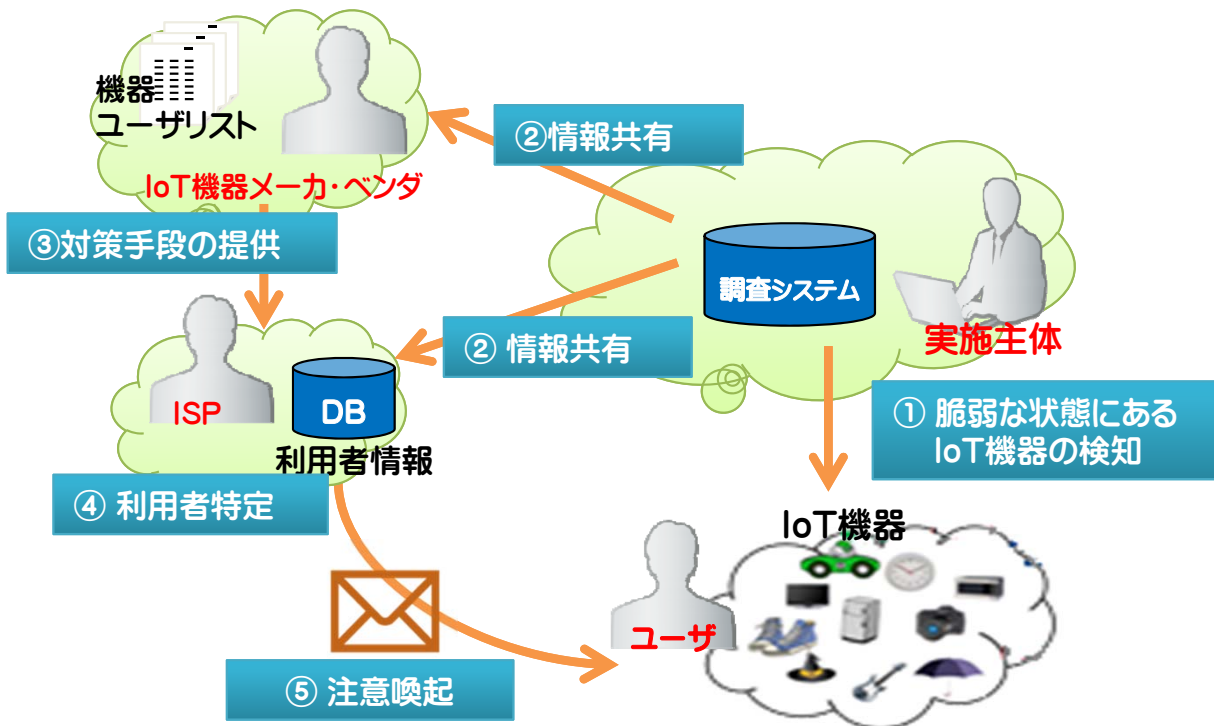 機器
ユーザリスト
IoT機器メーカ・ベンダ
②情報共有
③対策手段の提供
調査システム
実施主体
② 情報共有
ISP
DB
利用者情報
① 脆弱な状態にある
IoT機器の検知
④ 利用者特定
IoT機器
ユーザ
⑤ 注意喚起